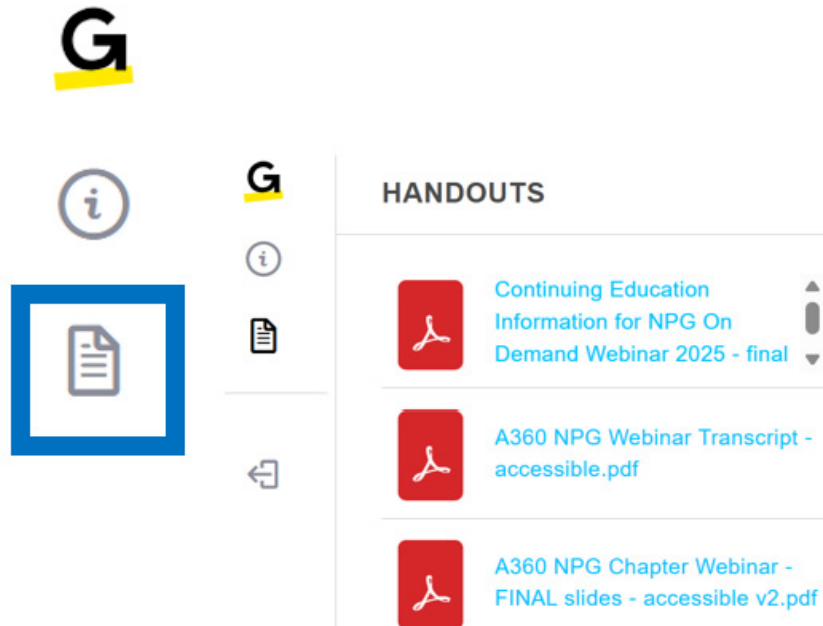 G
i
G
HANDOUTS
i
Continuing Education
Information for NPG On
Demand Webinar 2025 - final
A360 NPG Webinar Transcript -
accessible.pdf
A360 NPG Chapter Webinar -
FINAL slides - accessible v2.pdf